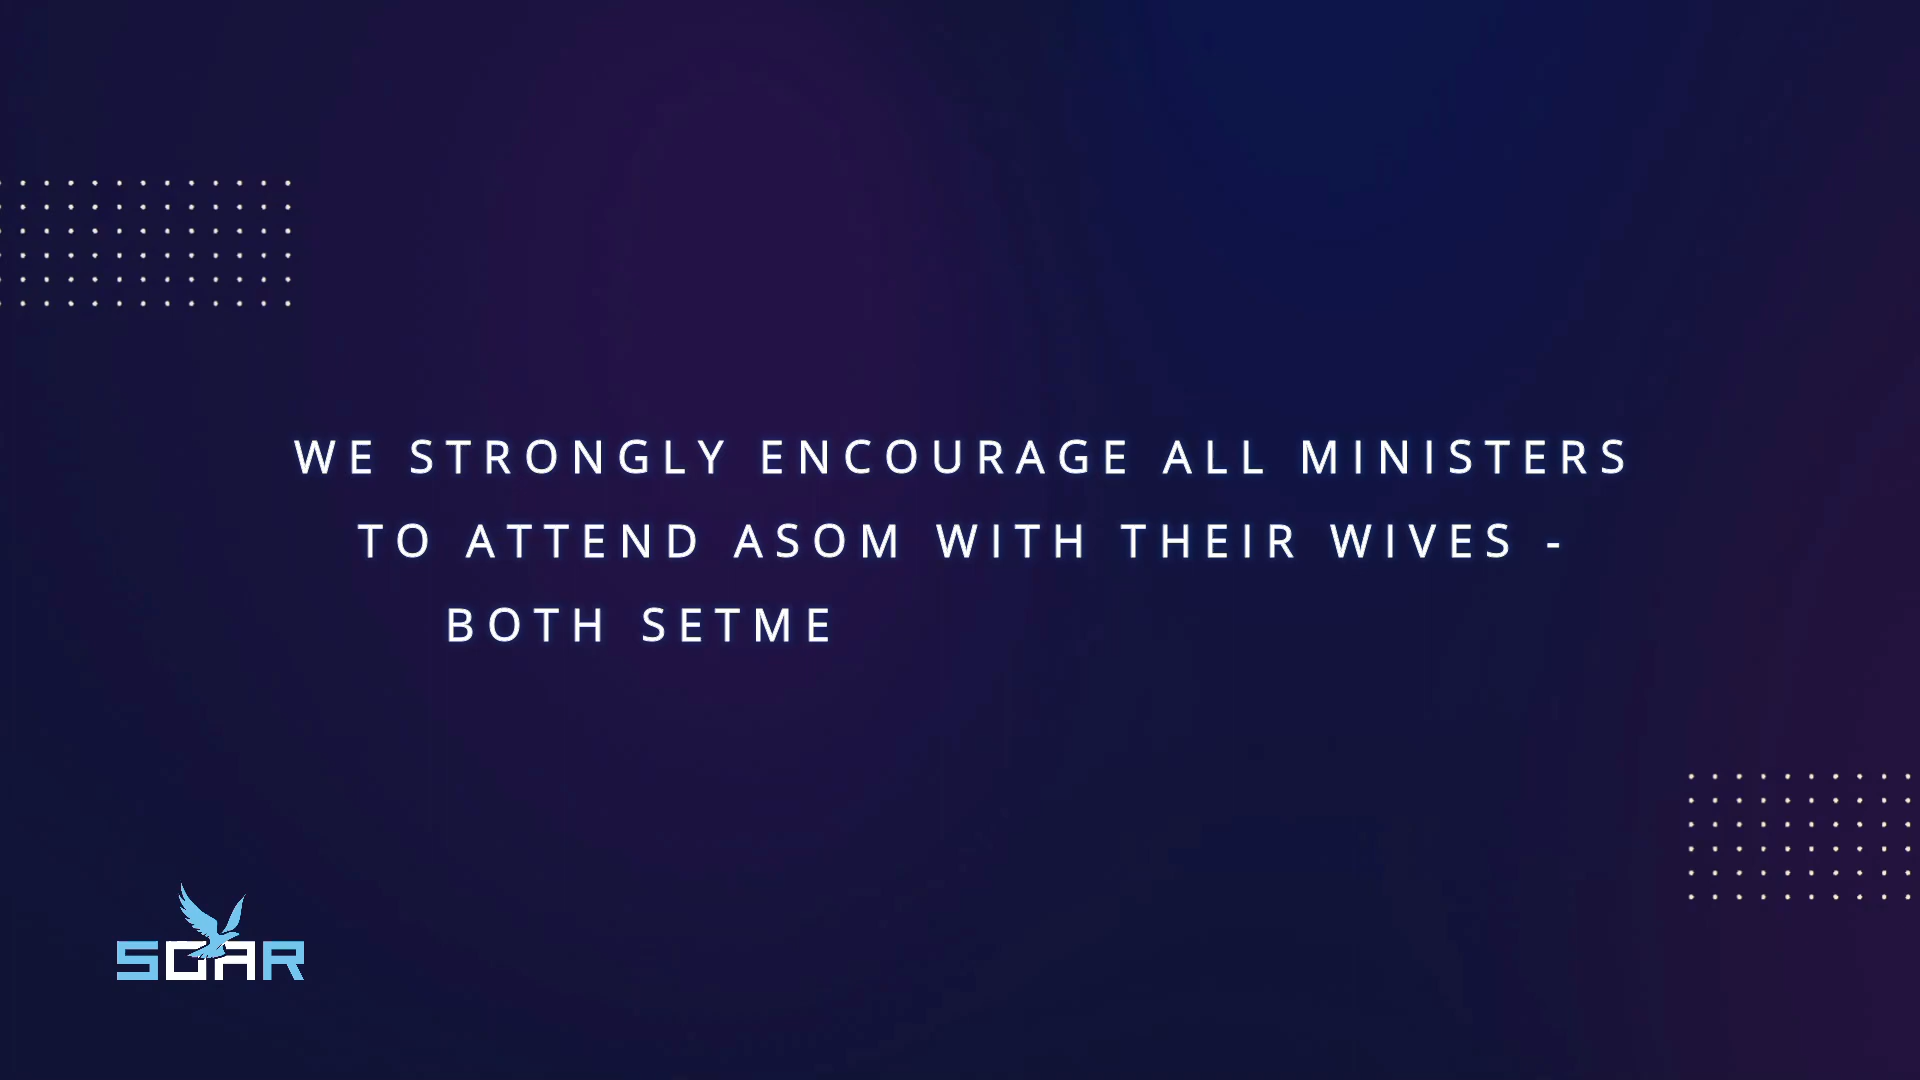 WE STRONGLY ENCOURAGE ALL MINISTERS
TO ATTEND ASOM WITH THEIR WIVES -
BOTH SETME
SOAR